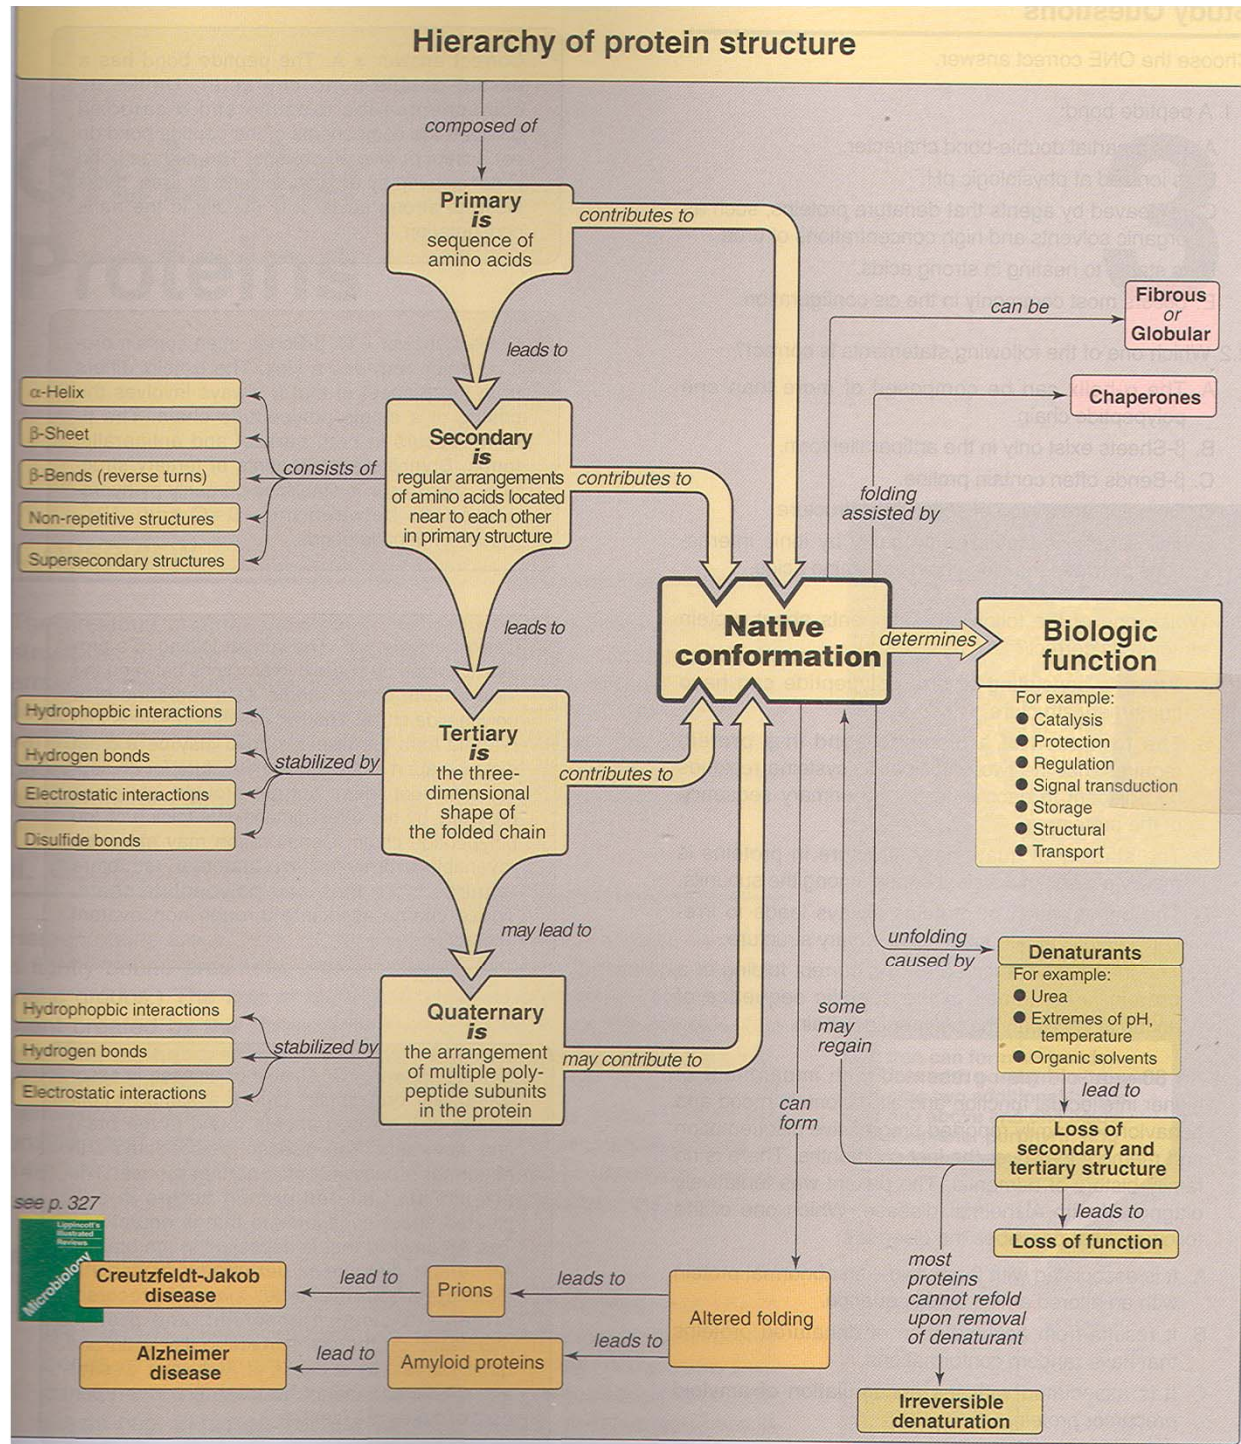 Hierarchy of protein structure
composed of
Primary
is
sequence of
amino acids
contributes to
leads to
can be
Fibrous
or
Globular
Chaperones
folding
assisted by
α-Helix
β-Sheet
β-Bends (reverse turns)
Non-repetitive structures
Supersecondary structures
consists of
Secondary
is
regular arrangements
of amino acids located
near to each other
in primary structure
contributes to
leads to
Native
conformation
determines
Biologic
function
For example:
● Catalysis
● Protection
● Regulation
● Signal transduction
● Storage
● Structural
● Transport
Hydrophopbic interactions
Hydrogen bonds
Electrostatic interactions
Disulfide bonds
stabilized by
Tertiary
is
the three-
dimensional
shape of
the folded chain
contributes to
may lead to
unfolding
caused by
Denaturants
For example:
● Urea
● Extremes of pH,
temperature
● Organic solvents
lead to
Loss of
secondary and
tertiary structure
leads to
Loss of function
some
may
regain
Hydrophopbic interactions
Hydrogen bonds
Electrostatic interactions
stabilized by
Quaternary
is
the arrangement
of multiple poly-
peptide subunits
in the protein
may contribute to
can
form
most
proteins
cannot refold
upon removal
of denaturant
Irreversible
denaturation
see p. 327
Lippincott's
Illustrated
Reviews
Microbiology
Creutzfeldt-Jakob
disease
lead to
Prions
leads to
Altered folding
Alzheimer
disease
lead to
Amyloid proteins
leads to